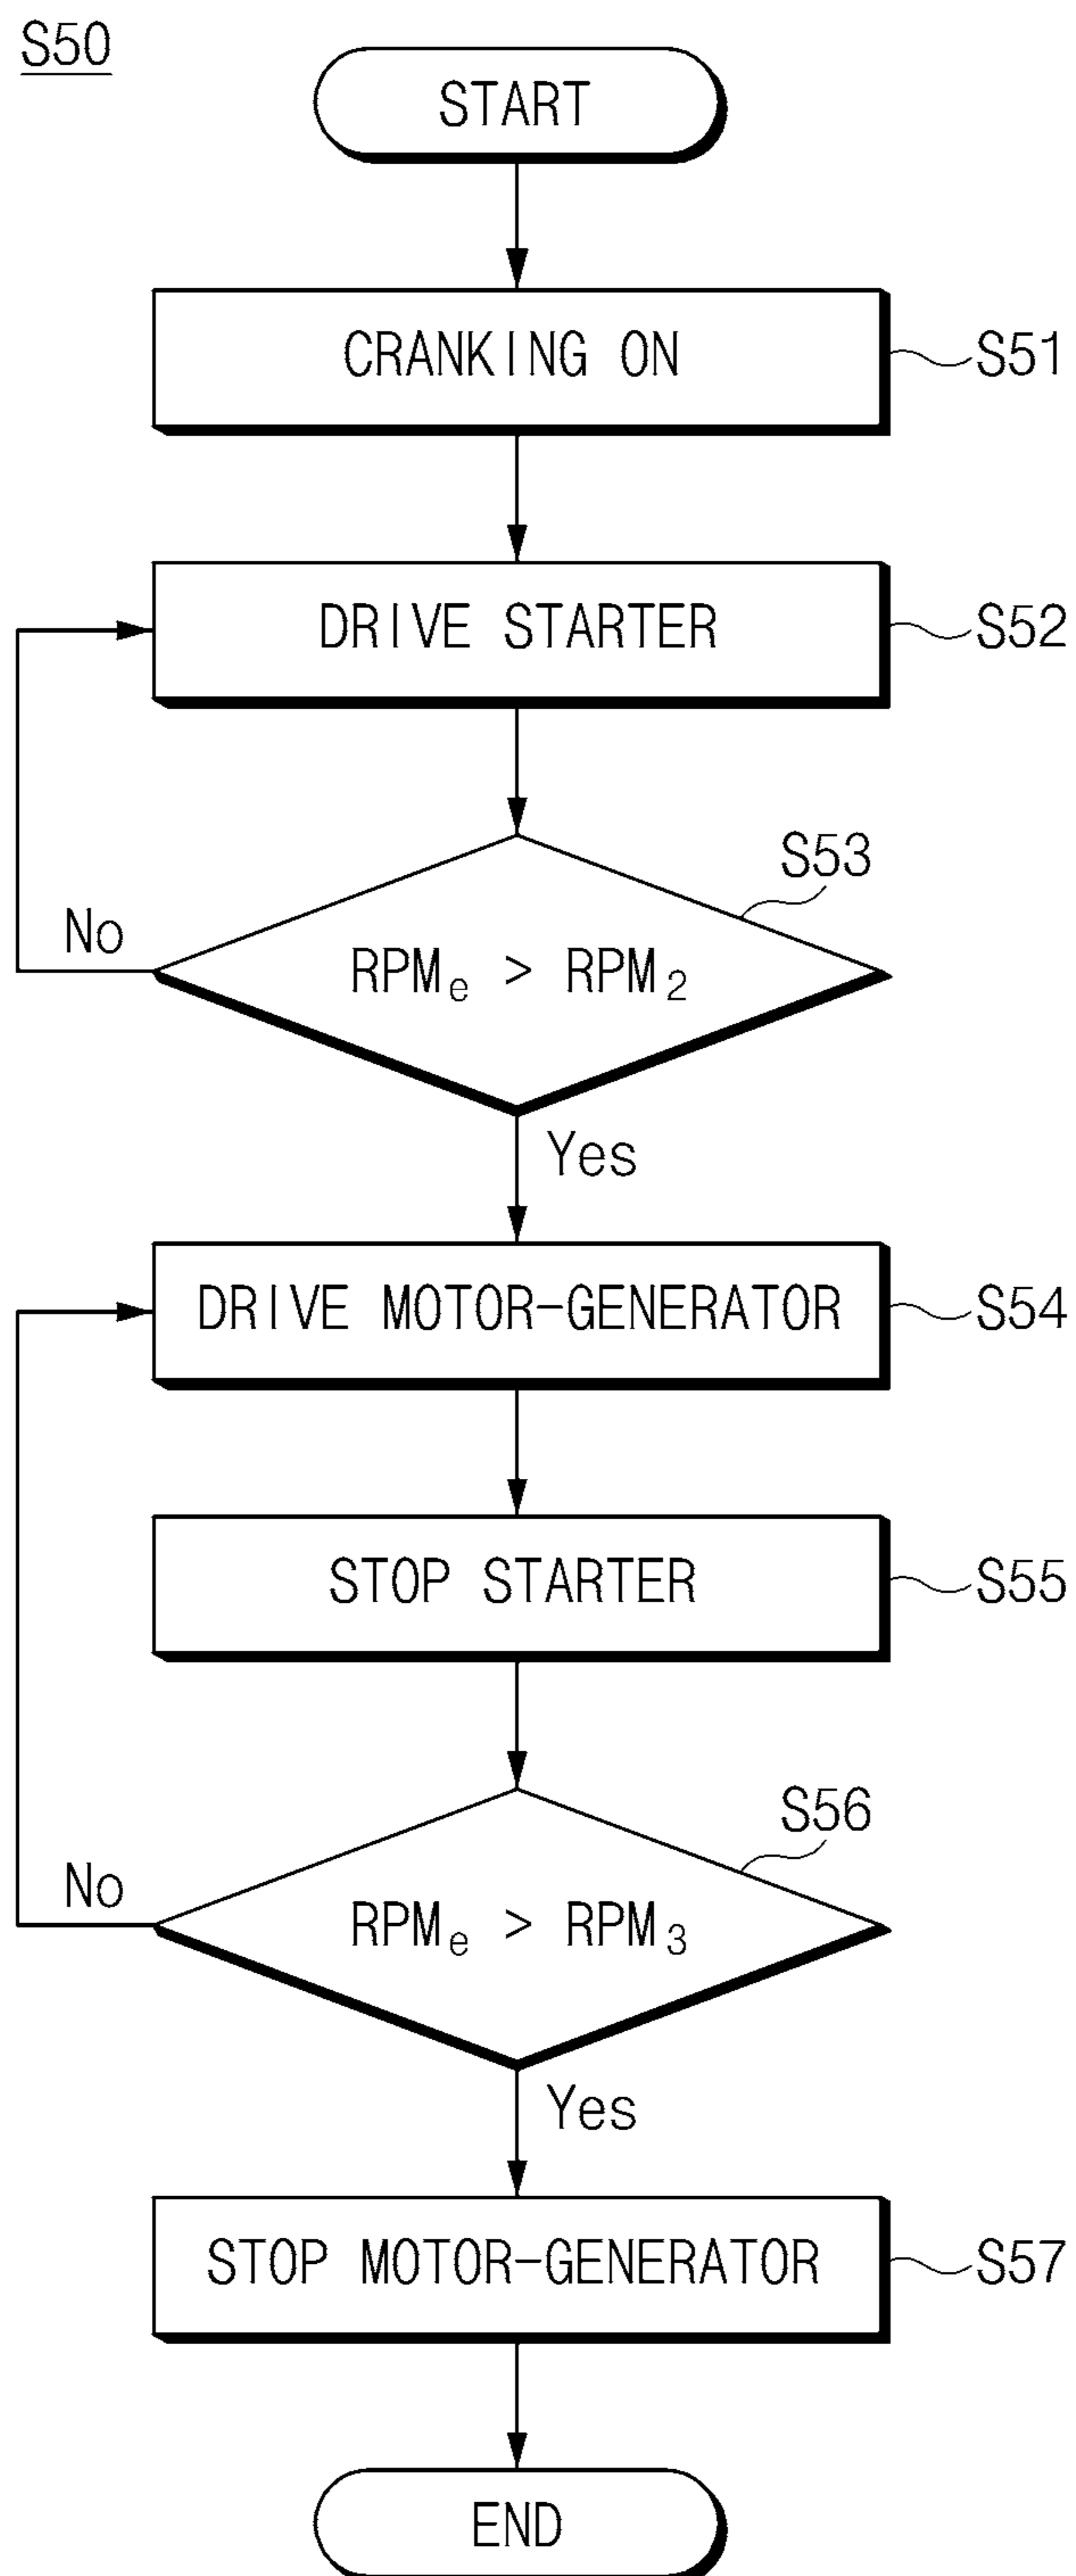 S50
START
CRANKING ON
S51
DRIVE STARTER
S52
S53
No
RPMₑ > RPM₂
Yes
DRIVE MOTOR-GENERATOR
S54
STOP STARTER
S55
S56
No
RPMₑ > RPM₃
Yes
STOP MOTOR-GENERATOR
S57
END